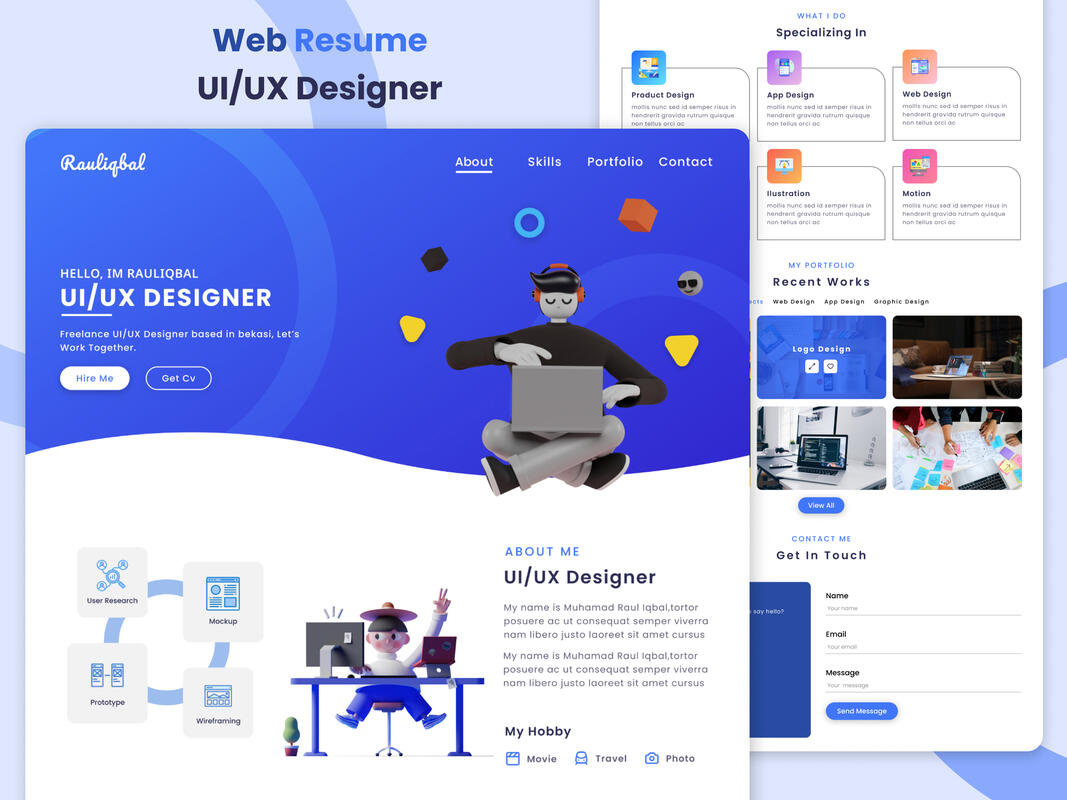 Web Resume
UI/UX Designer
Rauliqbal
About
Skills
Portfolio
Contact
HELLO, IM RAULIQBAL
UI/UX DESIGNER
Freelance UI/UX Designer based in bekasi, Let's
Work Together.
Hire Me
Get Cv
User Research
Mockup
Prototype
Wireframing
ABOUT ME
UI/UX Designer
My name is Muhamad Raul Iqbal,tortor
posuere ac ut consequat semper viverra
nam libero justo laoreet sit amet cursus
My name is Muhamad Raul Iqbal,tortor
posuere ac ut consequat semper viverra
nam libero justo laoreet sit amet cursus
My Hobby
Movie
Travel
Photo
WHAT I DO
Specializing In
Product Design
mollis nunc sed id semper risus in
hendrerit gravida rutrum quisque
non tellus orci ac
App Design
mollis nunc sed id semper risus in
hendrerit gravida rutrum quisque
non tellus orci ac
Web Design
mollis nunc sed id semper risus in
hendrerit gravida rutrum quisque
non tellus orci ac
Ilustration
mollis nunc sed id semper risus in
hendrerit gravida rutrum quisque
non tellus orci ac
Motion
mollis nunc sed id semper risus in
hendrerit gravida rutrum quisque
non tellus orci ac
MY PORTFOLIO
Recent Works
Web Design
App Design
Graphic Design
Logo Design
View All
CONTACT ME
Get In Touch
say hello?
Name
Your name
Email
Your email
Message
Your message
Send Message